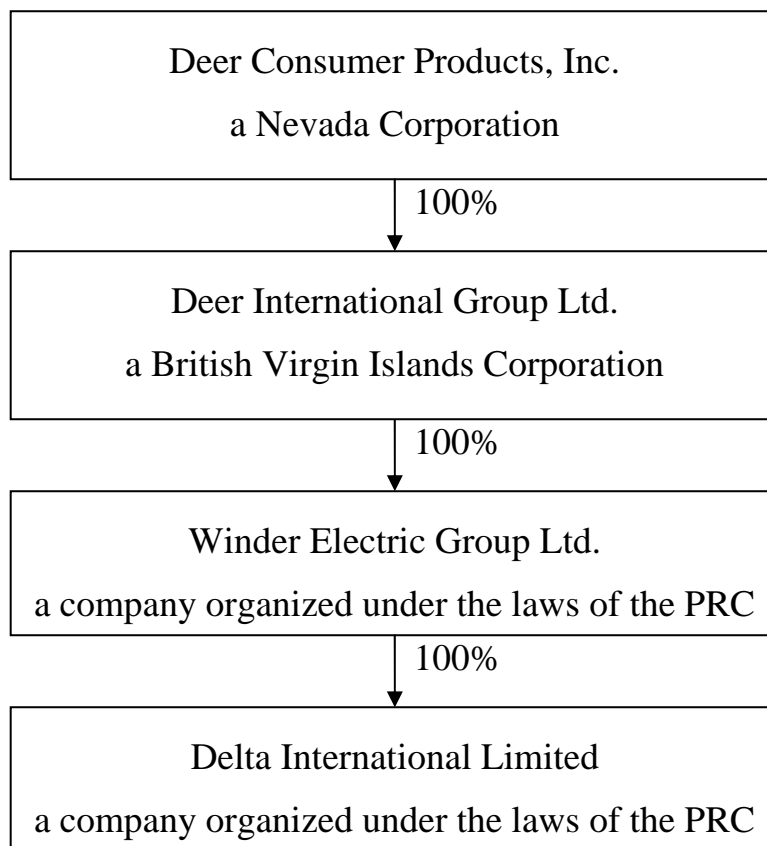 Deer Consumer Products, Inc.
a Nevada Corporation
100%
Deer International Group Ltd.
a British Virgin Islands Corporation
100%
Winder Electric Group Ltd.
a company organized under the laws of the PRC
100%
Delta International Limited
a company organized under the laws of the PRC